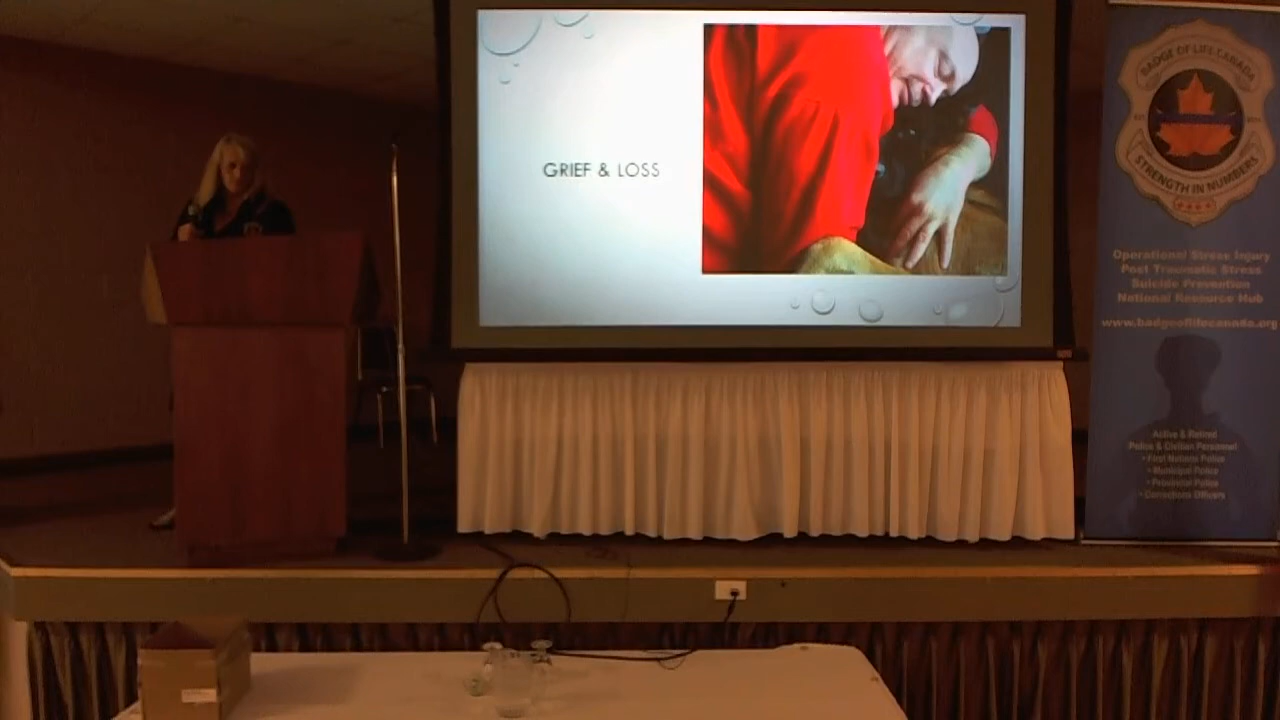 GRIEF & LOSS
BADGE OF LIFE CANADA
STRENGTH IN NUMBERS
Operational Stress Injury
Post Traumatic Stress
Suicide Prevention
National Resource Hub
www.badgeoflifecanada.org
Active & Retired
Police & Civilian Personnel
• First Nations Police
• Municipal Police
• Provincial Police
• Corrections Officers